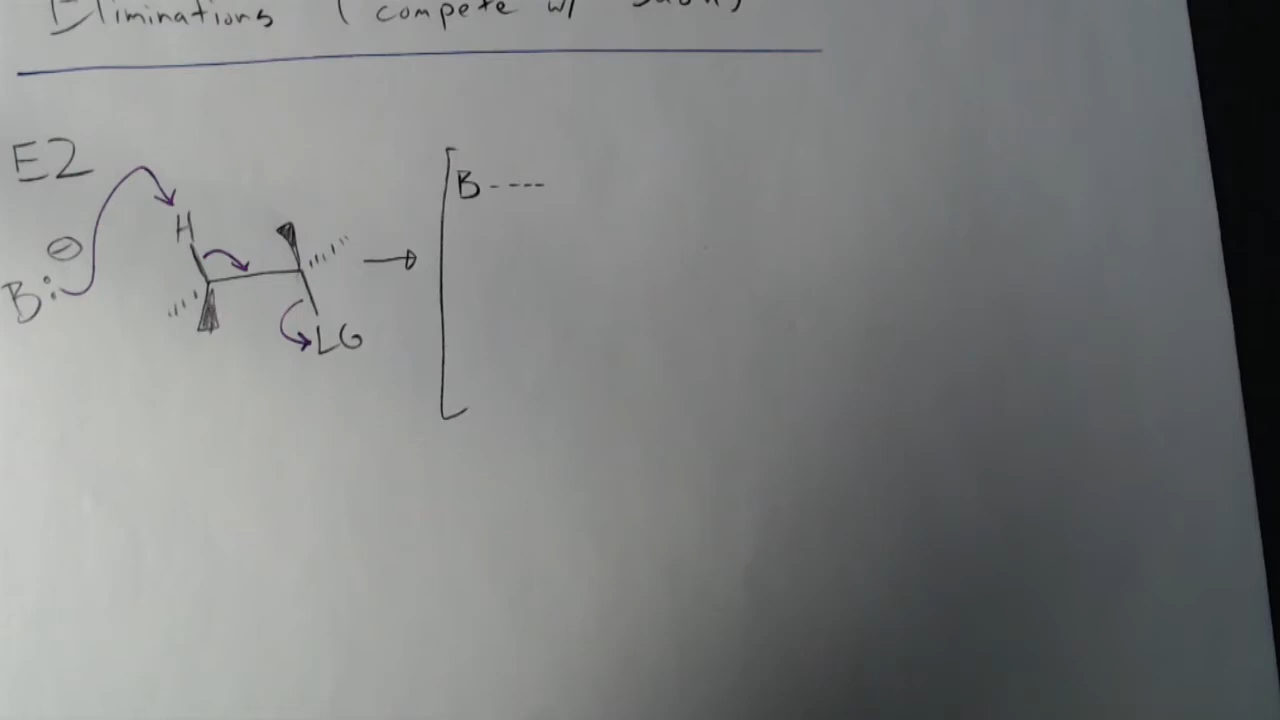 Eliminations ( compete w/
E2
B----
H
⊖
B:
LG